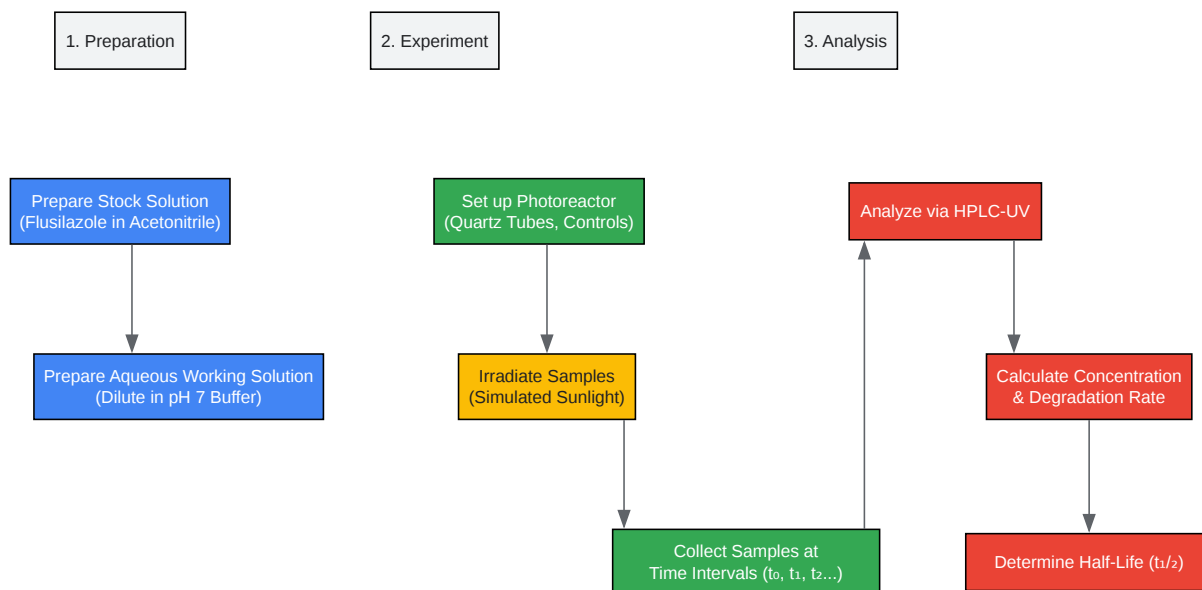 1. Preparation
2. Experiment
3. Analysis
Prepare Stock Solution
(Flusilazole in Acetonitrile)
Prepare Aqueous Working Solution
(Dilute in pH 7 Buffer)
Set up Photoreactor
(Quartz Tubes, Controls)
Irradiate Samples
(Simulated Sunlight)
Collect Samples at
Time Intervals (t₀, t₁, t₂...)
Analyze via HPLC-UV
Calculate Concentration
& Degradation Rate
Determine Half-Life (t₁/₂)